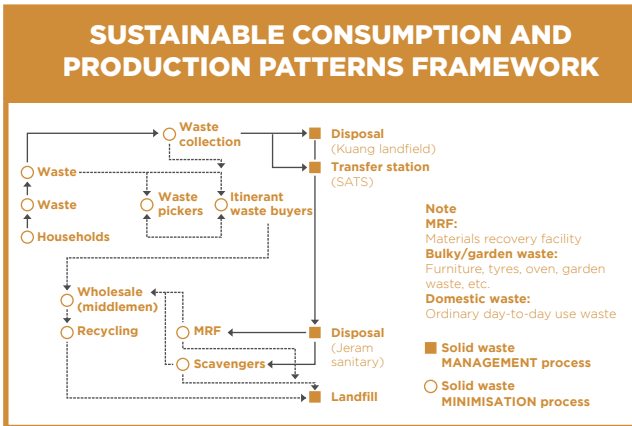 SUSTAINABLE CONSUMPTION AND
PRODUCTION PATTERNS FRAMEWORK
Waste
collection
Disposal
(Kuang landfield)
Transfer station
(SATS)
Waste
Waste
pickers
Itinerant
waste buyers
Waste
Households
Note
MRF:
Materials recovery facility
Bulky/garden waste:
Furniture, tyres, oven, garden
waste, etc.
Domestic waste:
Ordinary day-to-day use waste
Wholesale
(middlemen)
Recycling
MRF
Disposal
(Jeram
sanitary)
Scavengers
Landfill
Solid waste
MANAGEMENT process
Solid waste
MINIMISATION process